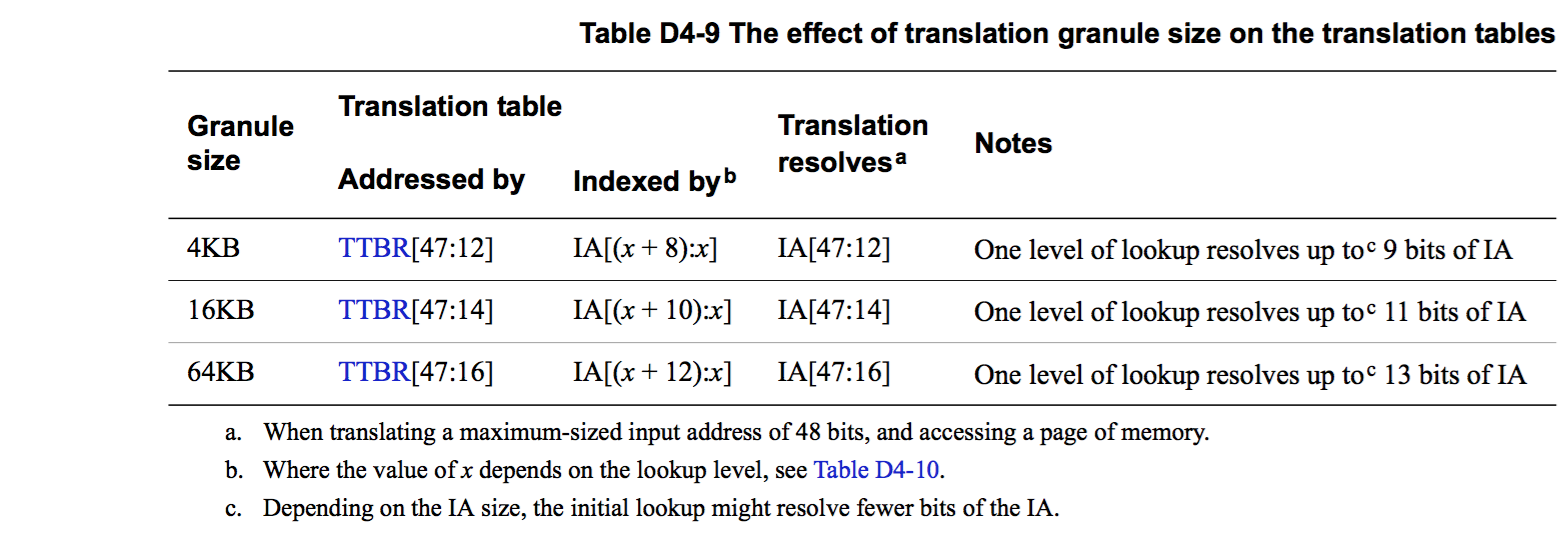 Table D4-9 The effect of translation granule size on the translation tables
Granule size
Translation table
Addressed by
Indexed by b
Translation resolves a
Notes
4KB TTBR[47:12] IA[(x + 8):x] IA[47:12] One level of lookup resolves up to c 9 bits of IA
16KB TTBR[47:14] IA[(x + 10):x] IA[47:14] One level of lookup resolves up to c 11 bits of IA
64KB TTBR[47:16] IA[(x + 12):x] IA[47:16] One level of lookup resolves up to c 13 bits of IA
a. When translating a maximum-sized input address of 48 bits, and accessing a page of memory.
b. Where the value of x depends on the lookup level, see Table D4-10.
c. Depending on the IA size, the initial lookup might resolve fewer bits of the IA.